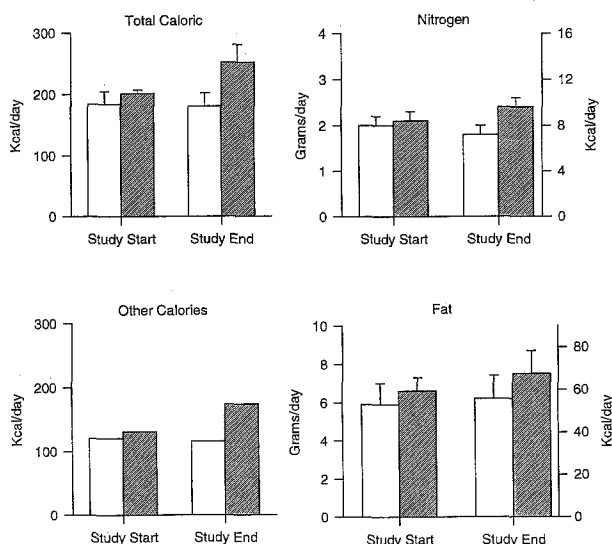 Total Caloric
300
200
100
0
Kcal/day
Study Start Study End
Nitrogen
4
3
2
1
0
Grams/day
16
12
8
4
0
Kcal/day
Study Start Study End
Other Calories
300
200
100
0
Kcal/day
Study Start Study End
Fat
10
8
6
4
2
0
Grams/day
80
60
40
20
0
Kcal/day
Study Start Study End